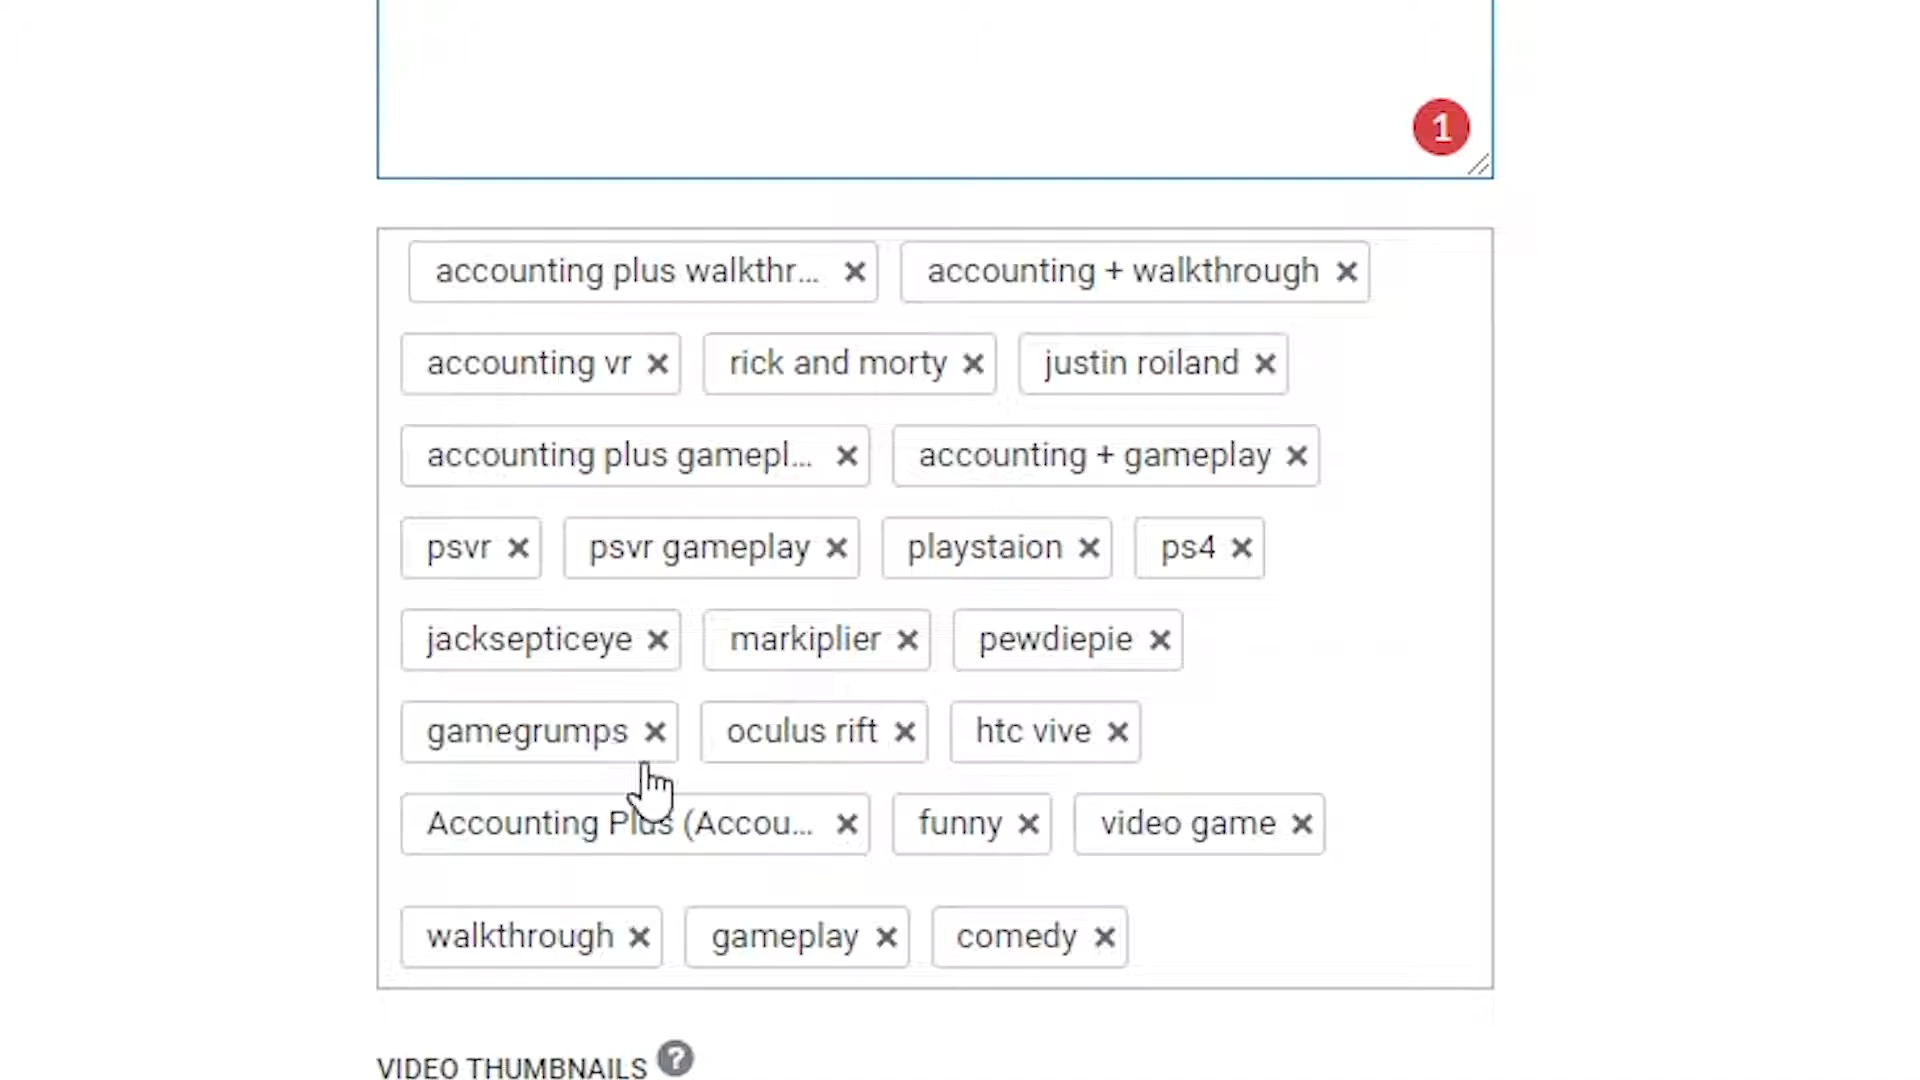 1
accounting plus walkthr... × accounting + walkthrough ×
accounting vr × rick and morty × justin roiland ×
accounting plus gamepl... × accounting + gameplay ×
psvr × psvr gameplay × playstaion × ps4 ×
jacksepticeye × markiplier × pewdiepie ×
gamegrumps × oculus rift × htc vive ×
Accounting Plus (Accou... × funny × video game ×
walkthrough × gameplay × comedy ×
VIDEO THUMBNAILS ?